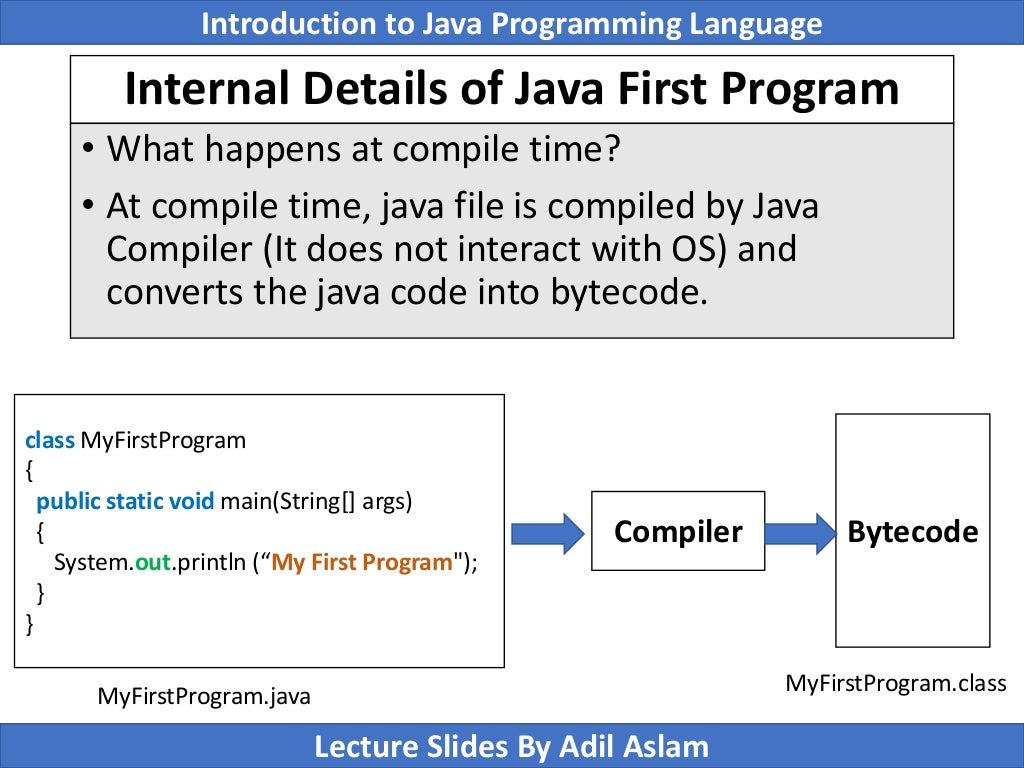 Introduction to Java Programming Language
Internal Details of Java First Program
• What happens at compile time?
• At compile time, java file is compiled by Java
Compiler (It does not interact with OS) and
converts the java code into bytecode.
class MyFirstProgram
{
public static void main(String[] args)
{
System.out.println (“My First Program");
}
}
Compiler
Bytecode
MyFirstProgram.java
MyFirstProgram.class
Lecture Slides By Adil Aslam